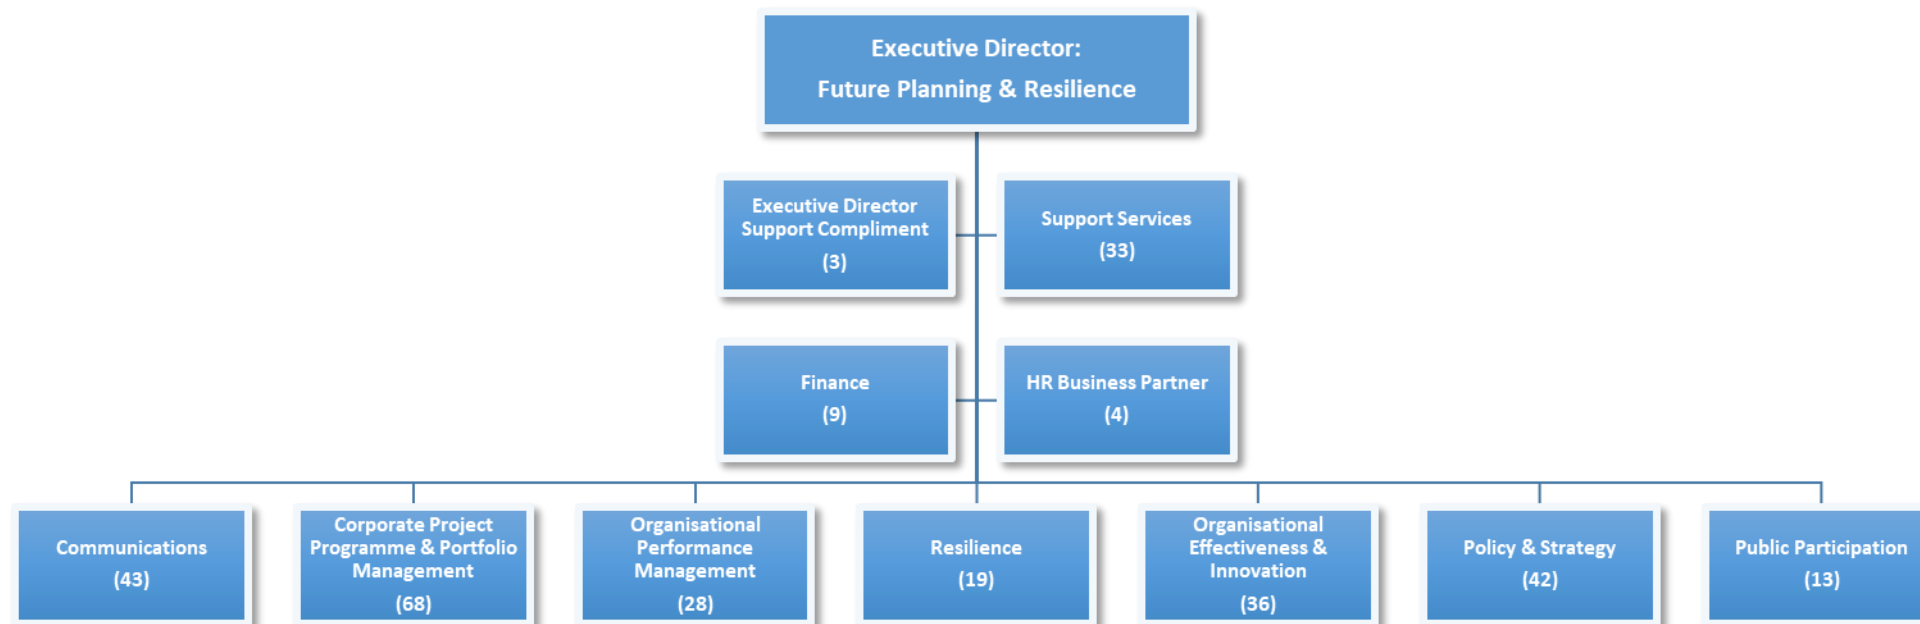 Executive Director:
Future Planning & Resilience
Executive Director
Support Compliment
(3)
Support Services
(33)
Finance
(9)
HR Business Partner
(4)
Communications
(43)
Corporate Project
Programme & Portfolio
Management
(68)
Organisational
Performance
Management
(28)
Resilience
(19)
Organisational
Effectiveness &
Innovation
(36)
Policy & Strategy
(42)
Public Participation
(13)